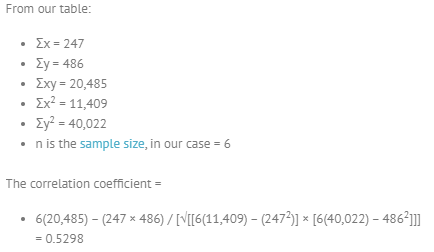 From our table:
• Σx = 247
• Σy = 486
• Σxy = 20,485
• Σx² = 11,409
• Σy² = 40,022
• n is the sample size, in our case = 6
The correlation coefficient =
• 6(20,485) – (247 × 486) / [√[[6(11,409) – (247²)] × [6(40,022) – 486²]]]
= 0.5298